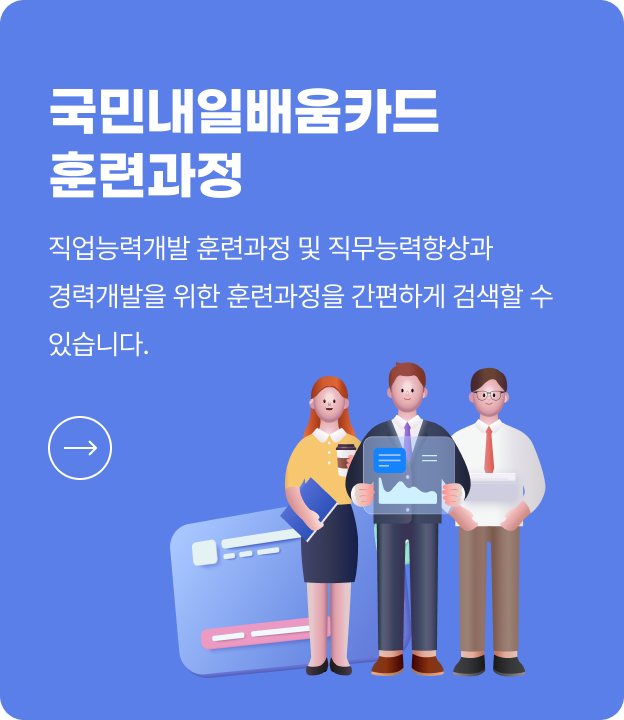 국민내일배움카드
훈련과정
직업능력개발 훈련과정 및 직무능력향상과
경력개발을 위한 훈련과정을 간편하게 검색할 수
있습니다.